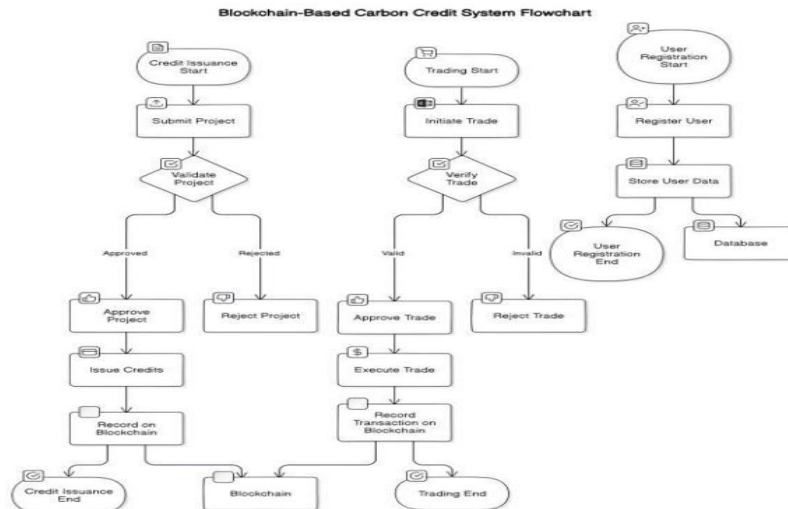 Blockchain-Based Carbon Credit System Flowchart
Credit Issuance
Start
Submit Project
Validate
Project
Approved
Rejected
Approve
Project
Reject Project
Issue Credits
Record on
Blockchain
Credit Issuance
End
Blockchain
Trading Start
Initiate Trade
Verify
Trade
Valid
Invalid
Approve Trade
Reject Trade
Execute Trade
Record
Transaction on
Blockchain
Trading End
User
Registration
Start
Register User
Store User Data
User
Registration
End
Database